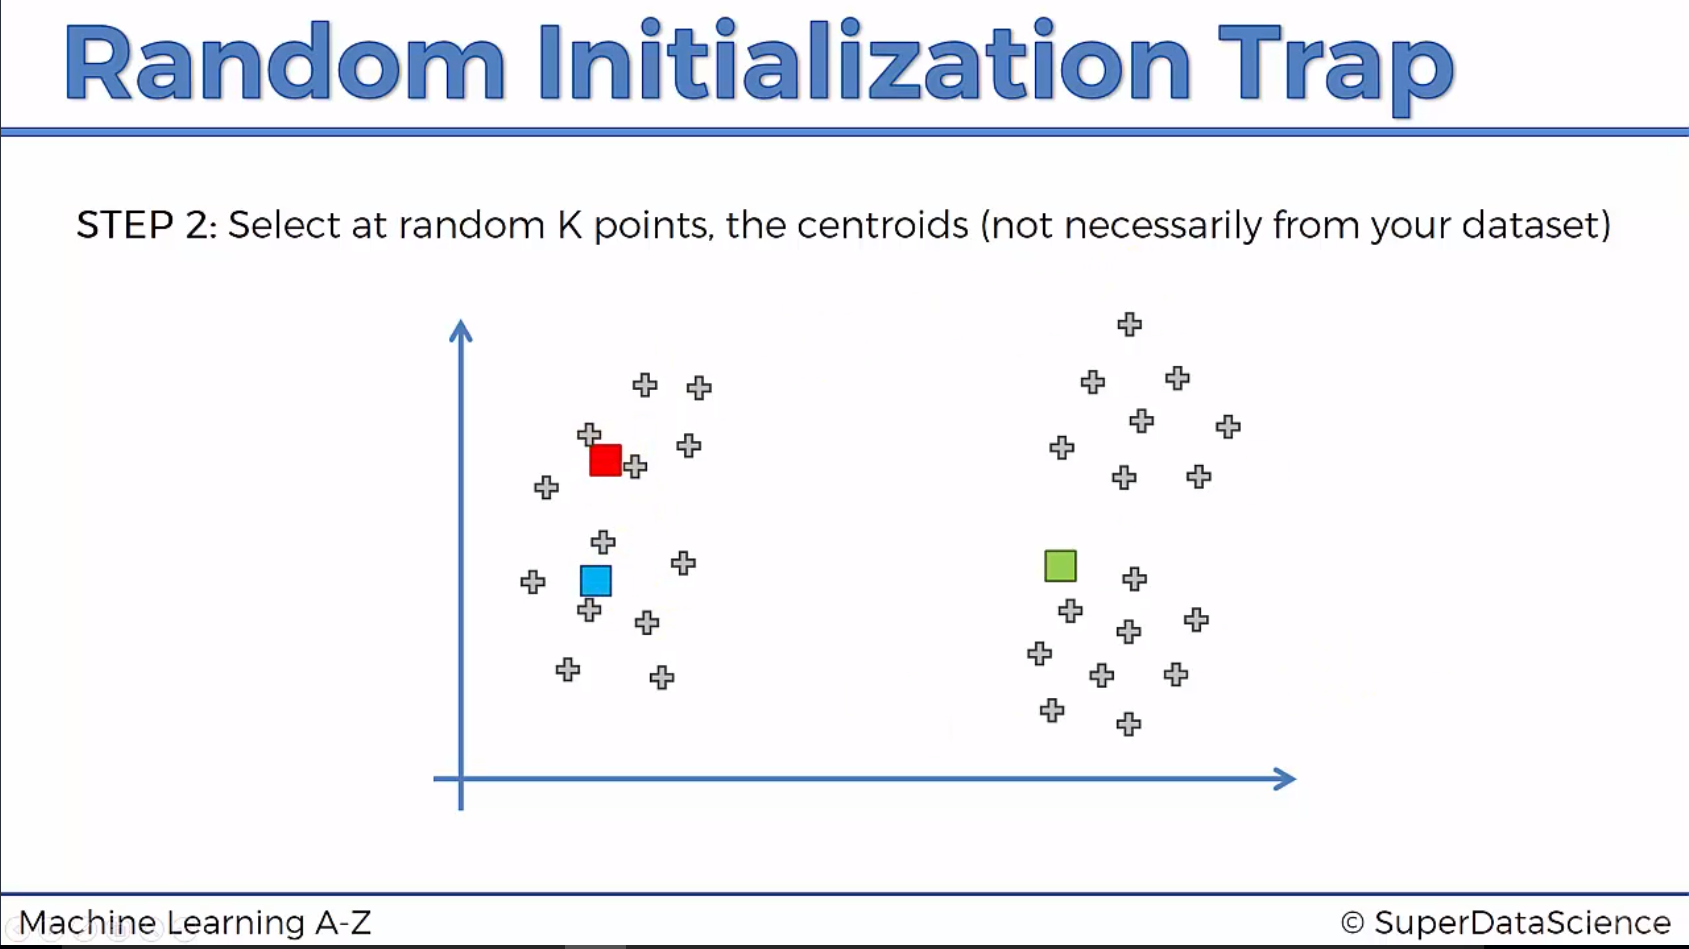 Random Initialization Trap
STEP 2: Select at random K points, the centroids (not necessarily from your dataset)
Machine Learning A-Z
© SuperDataScience